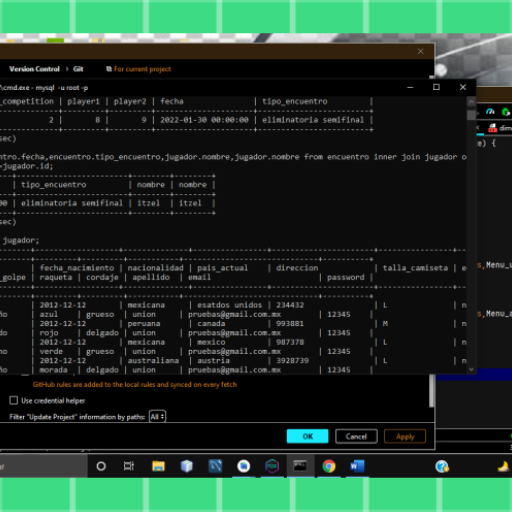 Version Control › Git
For current project
\cmd.exe - mysql -u root -p
_competition | player1 | player2 | fecha | tipo_encuentro |
2 | 8 | 9 | 2022-01-30 00:00:00 | eliminatoria semifinal |
sec)
e) {
ntro.fecha,encuentro.tipo_encuentro,jugador.nombre,jugador.nombre from encuentro inner join jugador o
=jugador.id;
| tipo_encuentro | nombre | nombre |
00 | eliminatoria semifinal | itzel | itzel |
sec)
jugador;
| fecha_nacimiento | nacionalidad | pais_actual | direccion | talla_camiseta | e
_golpe | raqueta | cordaje | apellido | email | password |
| 2012-12-12 | mexicana | esatdos unidos | 234432 | L | n
ño | azul | grueso | union | pruebas@gmail.com.mx | 12345 |
| 2012-12-12 | peruana | canada | 993881 | M | n
do | rojo | delgado | union | pruebas@gmail.com.mx | 12345 |
| 2012-12-12 | mexicana | mexico | 987378 | L | n
ho | verde | grueso | union | pruebas@gmail.com.mx | 12345 |
| 2012-12-12 | australiana | austria | 3928739 | L | n
ño | morada | delgado | union | pruebas@gmail.com.mx | 12345 |
s,Menu_u
s,Menu_a
GitHub rules are added to the local rules and synced on every fetch
Use credential helper
Filter "Update Project" information by paths: All
OK
Cancel
Apply